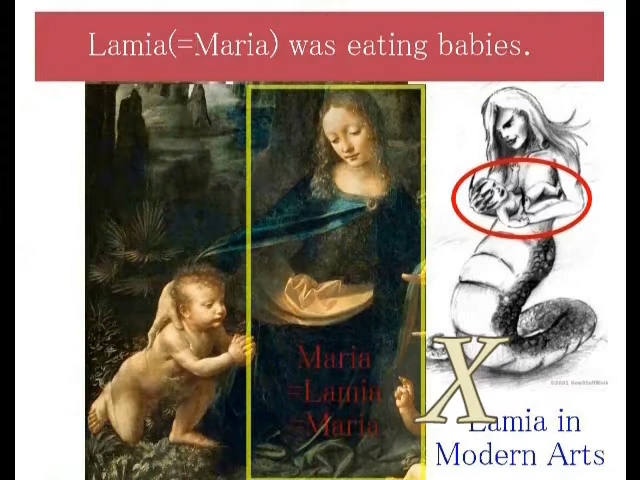 Lamia(=Maria) was eating babies.
Maria
=Lamia
=Maria
X
Lamia in
Modern Arts